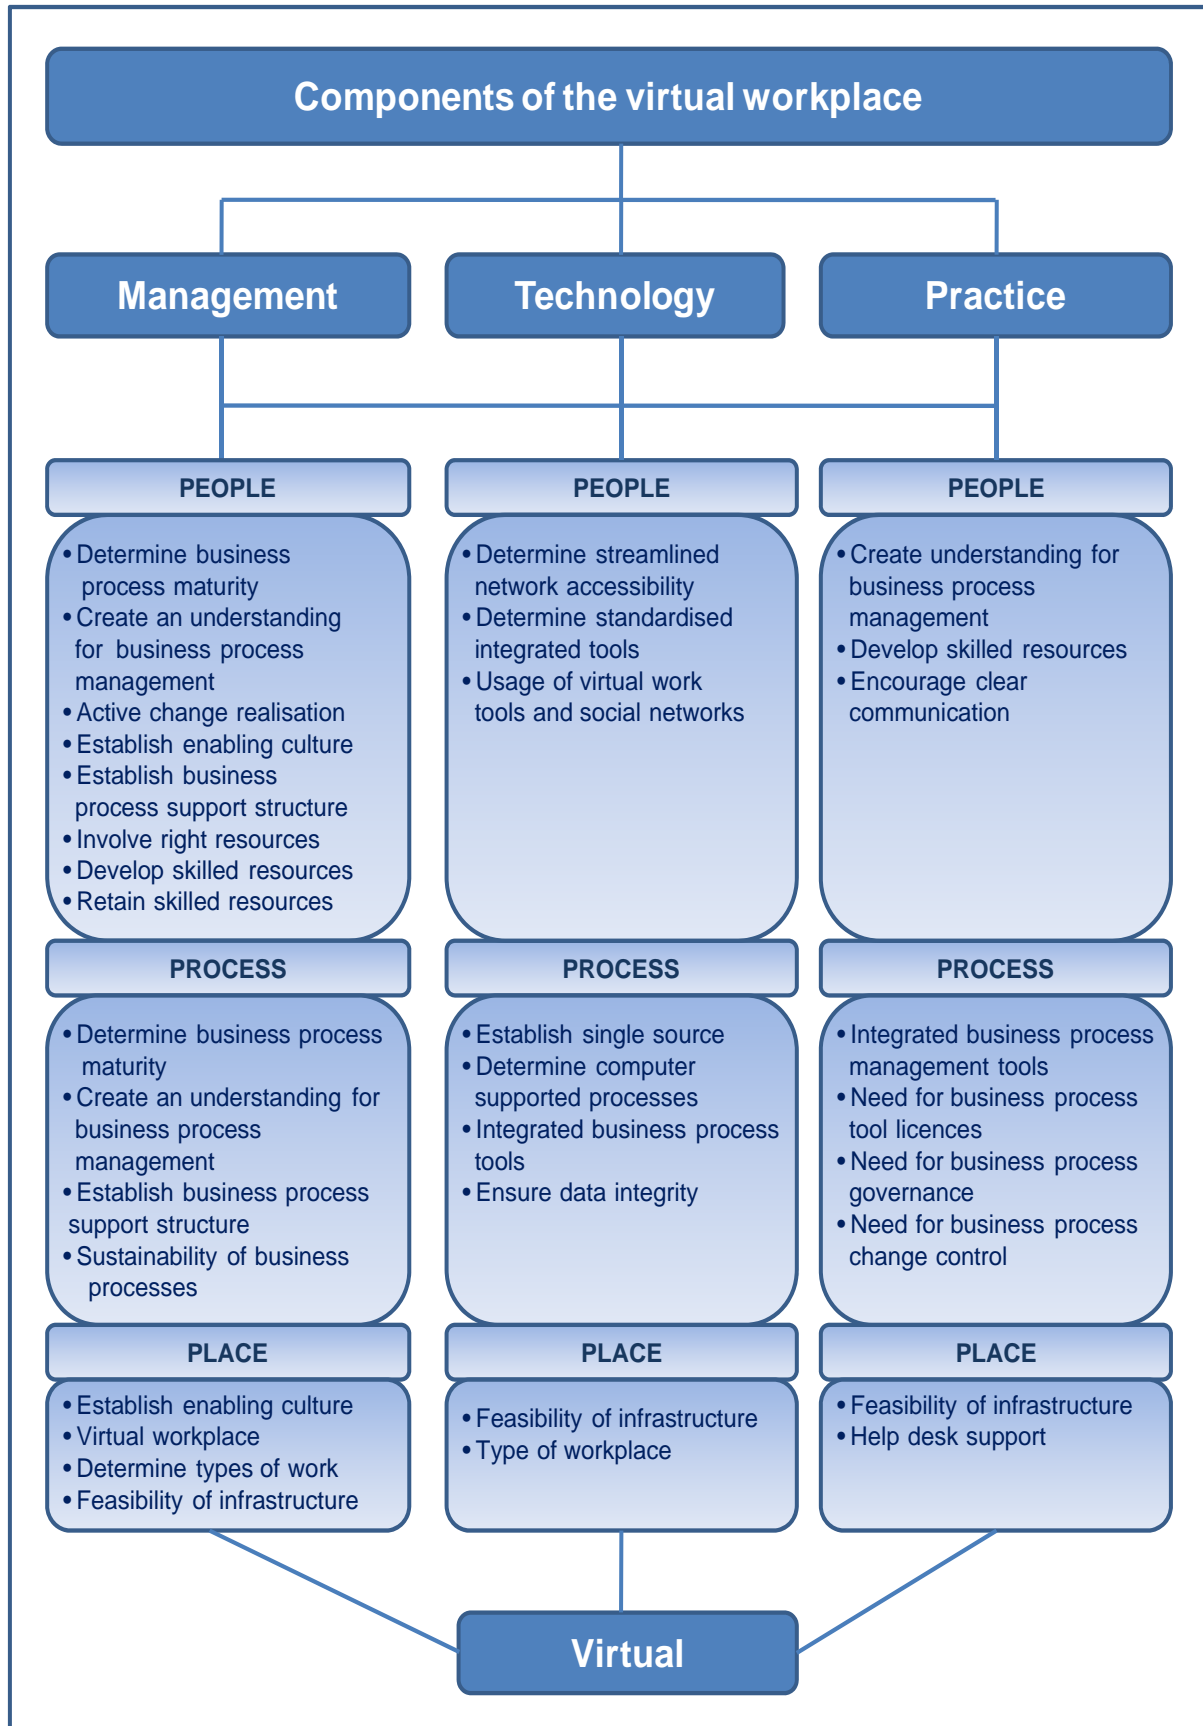 Components of the virtual workplace
Management
Technology
Practice
PEOPLE
• Determine business
process maturity
• Create an understanding
for business process
management
• Active change realisation
• Establish enabling culture
• Establish business
process support structure
• Involve right resources
• Develop skilled resources
• Retain skilled resources
PROCESS
• Determine business process
maturity
• Create an understanding for
business process
management
• Establish business process
support structure
• Sustainability of business
processes
PLACE
• Establish enabling culture
• Virtual workplace
• Determine types of work
• Feasibility of infrastructure
PEOPLE
• Determine streamlined
network accessibility
• Determine standardised
integrated tools
• Usage of virtual work
tools and social networks
PROCESS
• Establish single source
• Determine computer
supported processes
• Integrated business process
tools
• Ensure data integrity
PLACE
• Feasibility of infrastructure
• Type of workplace
PEOPLE
• Create understanding for
business process
management
• Develop skilled resources
• Encourage clear
communication
PROCESS
• Integrated business process
management tools
• Need for business process
tool licences
• Need for business process
governance
• Need for business process
change control
PLACE
• Feasibility of infrastructure
• Help desk support
Virtual